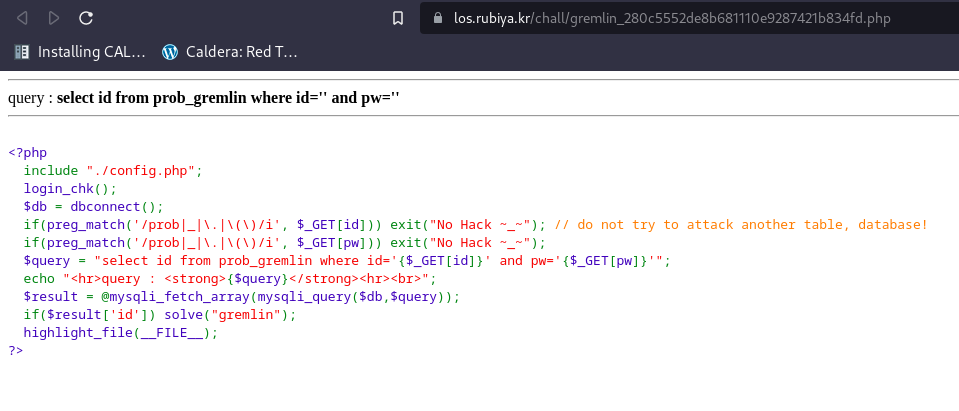 los.rubiya.kr/chall/gremlin_280c5552de8b681110e9287421b834fd.php
Installing CAL... Caldera: Red T...
query : select id from prob_gremlin where id='' and pw=''
<?php
  include "./config.php";
  login_chk();
  $db = dbconnect();
  if(preg_match('/prob|_|\.|\(\)/i', $_GET[id])) exit("No Hack ~_~"); // do not try to attack another table, database!
  if(preg_match('/prob|_|\.|\(\)/i', $_GET[pw])) exit("No Hack ~_~");
  $query = "select id from prob_gremlin where id='{$_GET[id]}' and pw='{$_GET[pw]}'";
  echo "<hr>query : <strong>{$query}</strong><hr><br>";
  $result = @mysqli_fetch_array(mysqli_query($db,$query));
  if($result['id']) solve("gremlin");
  highlight_file(__FILE__);
?>